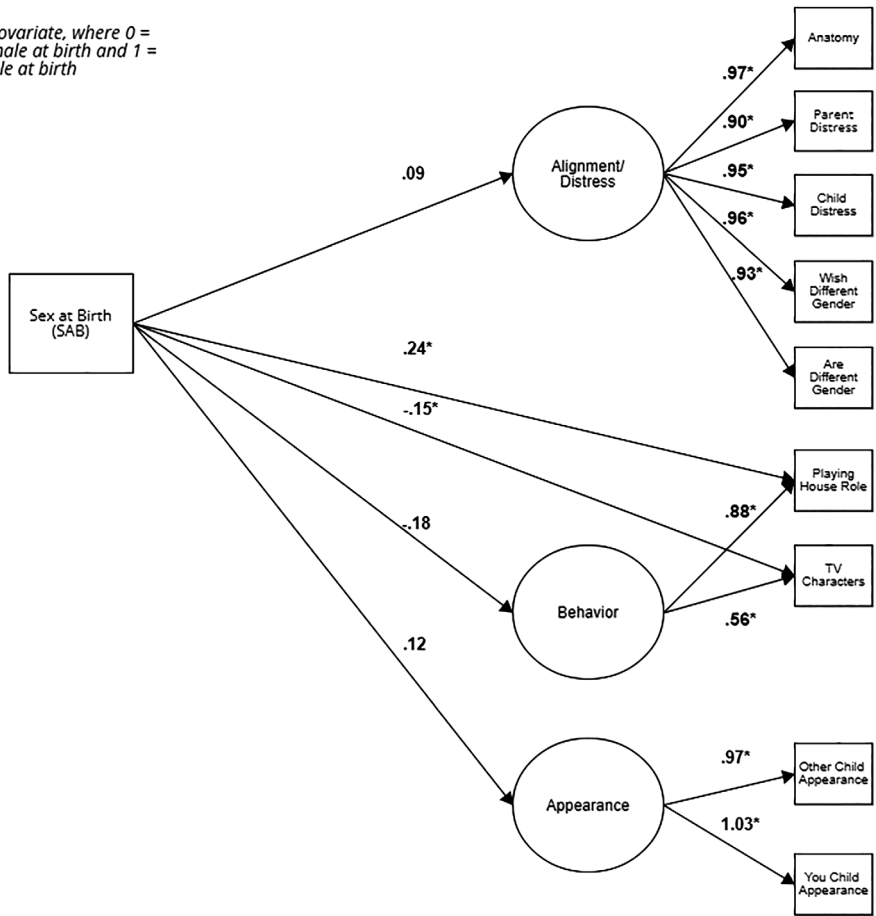 ovariate, where 0 =
ale at birth and 1 =
le at birth
Anatomy
.97*
.90*
Parent
Distress
.09
Alignment/
Distress
.95*
Child
Distress
.96*
.93*
Wish
Different
Gender
Sex at Birth
(SAB)
.24*
Are
Different
Gender
-.15*
Playing
House Role
.88*
-.18
TV
Characters
Behavior
.56*
.12
.97*
Other Child
Appearance
Appearance
1.03*
You Child
Appearance